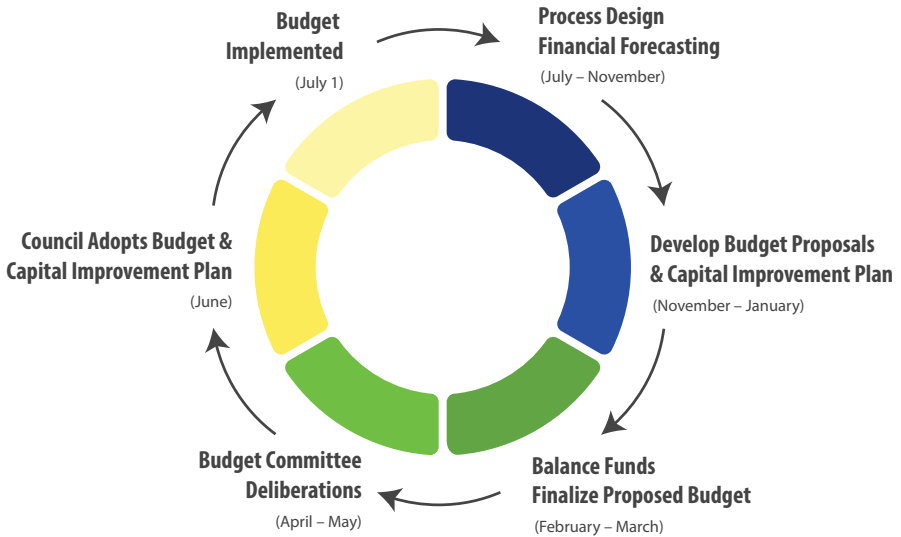 Budget
Implemented
(July 1)
Process Design
Financial Forecasting
(July – November)
Develop Budget Proposals
& Capital Improvement Plan
(November – January)
Balance Funds
Finalize Proposed Budget
(February – March)
Budget Committee
Deliberations
(April – May)
Council Adopts Budget &
Capital Improvement Plan
(June)